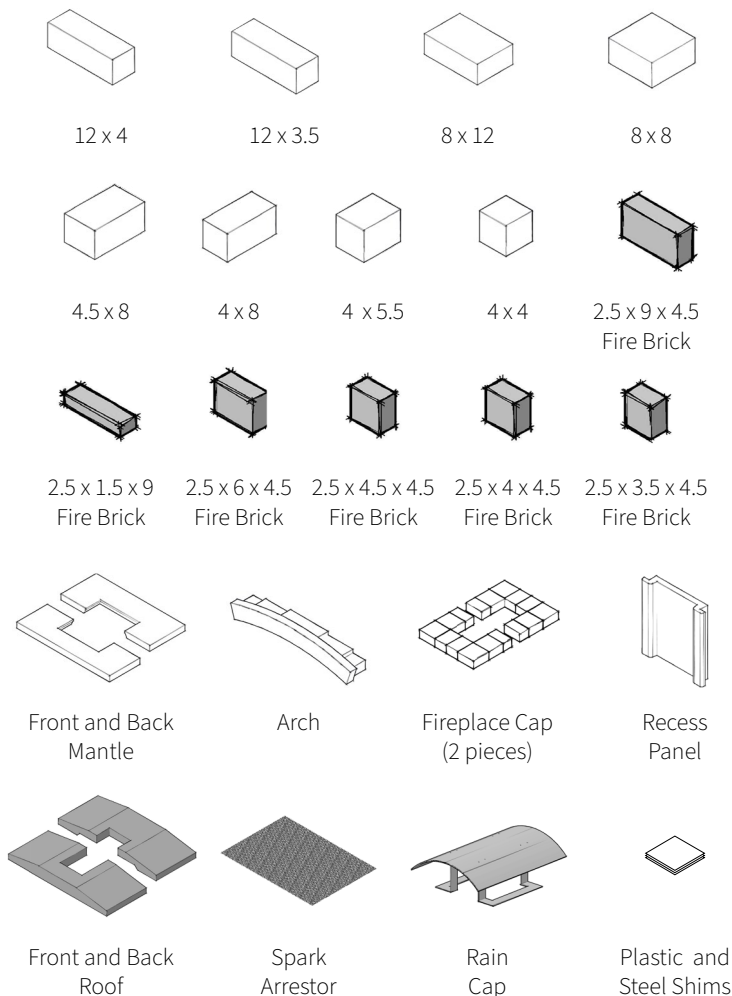 12 x 4
12 x 3.5
8 x 12
8 x 8
4.5 x 8
4 x 8
4 x 5.5
4 x 4
2.5 x 9 x 4.5
Fire Brick
2.5 x 1.5 x 9
Fire Brick
2.5 x 6 x 4.5
Fire Brick
2.5 x 4.5 x 4.5
Fire Brick
2.5 x 4 x 4.5
Fire Brick
2.5 x 3.5 x 4.5
Fire Brick
Front and Back
Mantle
Arch
Fireplace Cap
(2 pieces)
Recess
Panel
Front and Back
Roof
Spark
Arrestor
Rain
Cap
Plastic and
Steel Shims